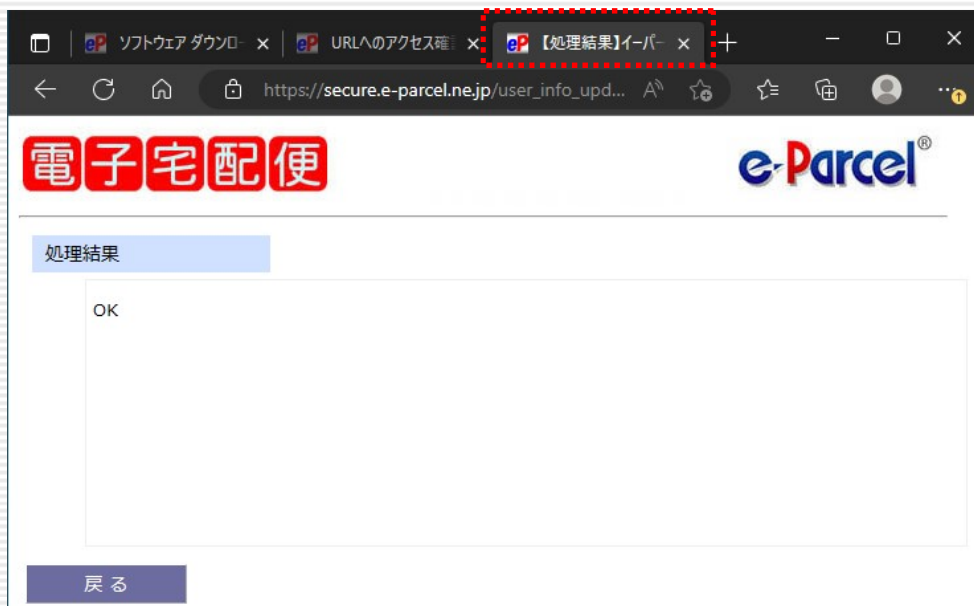 ソフトウェア ダウンロー
URLへのアクセス確
【処理結果】イーパー
https://secure.e-parcel.ne.jp/user_info_upd...
電子宅配便
e-Parcel®
処理結果
OK
戻る